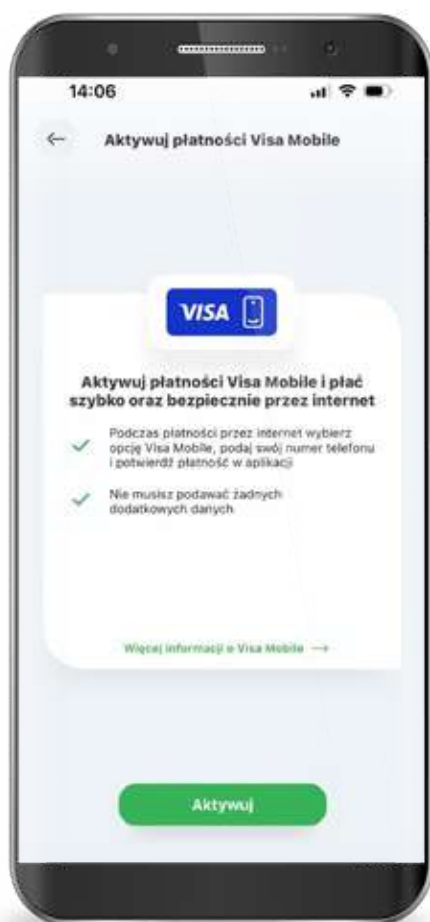 14:06
Aktywuj płatności Visa Mobile
VISA
Aktywuj płatności Visa Mobile i płać
szybko oraz bezpiecznie przez internet
Podczas płatności przez internet wybierz
opcję Visa Mobile, podaj swój numer telefonu
i potwierdź płatność w aplikacji
Nie musisz podawać żadnych
dodatkowych danych
Więcej informacji o Visa Mobile →
Aktywuj